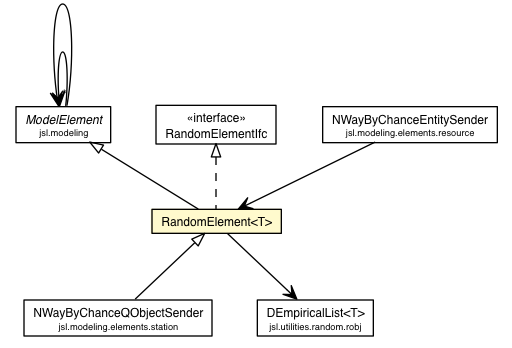 ModelElement
jsl.modeling
«interface»
RandomElementIfc
NWayByChanceEntitySender
jsl.modeling.elements.resource
RandomElement<T>
NWayByChanceQObjectSender
jsl.modeling.elements.station
DEmpiricalList<T>
jsl.utilities.random.robj